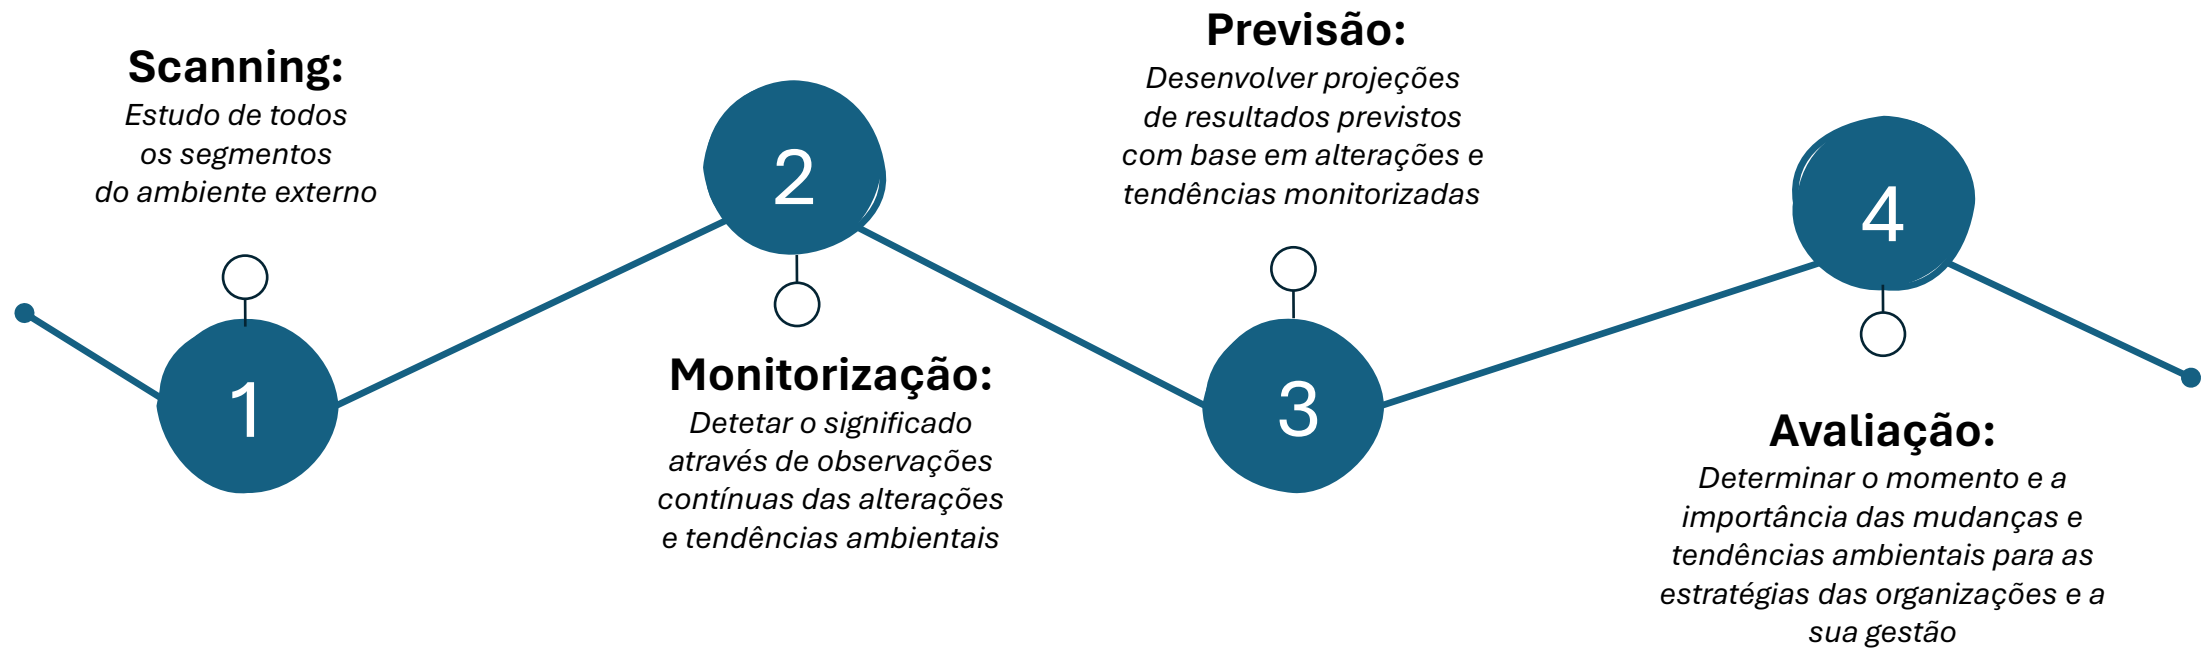 Scanning:
Estudo de todos
os segmentos
do ambiente externo
1
2
Monitorização:
Detetar o significado
através de observações
contínuas das alterações
e tendências ambientais
Previsão:
Desenvolver projeções
de resultados previstos
com base em alterações e
tendências monitorizadas
3
4
Avaliação:
Determinar o momento e a
importância das mudanças e
tendências ambientais para as
estratégias das organizações e a
sua gestão